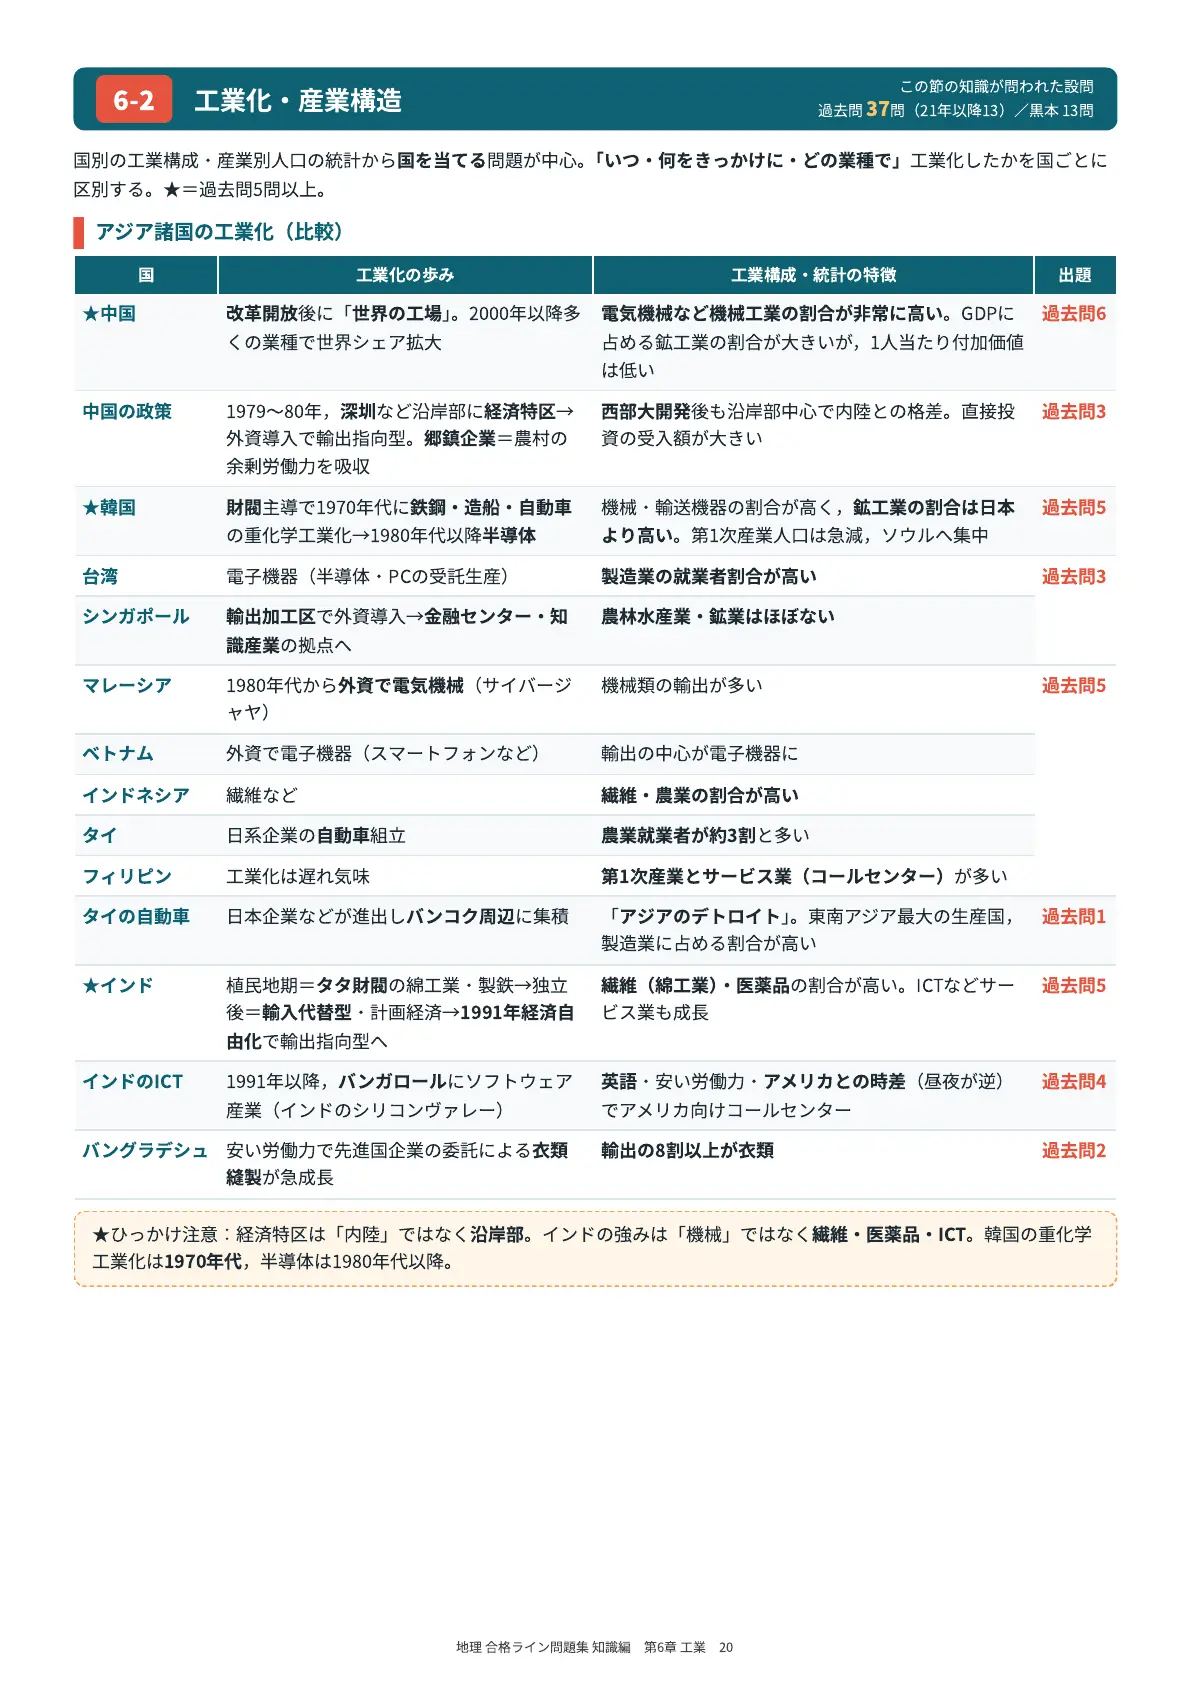 6-2 工業化・産業構造
この節の知識が問われた設問
過去問 37問（21年以降13）／黒本 13問
国別の工業構成・産業別人口の統計から国を当てる問題が中心。「いつ・何をきっかけに・どの業種で」工業化したかを国ごとに
区別する。★＝過去問5問以上。
アジア諸国の工業化（比較）
国 工業化の歩み 工業構成・統計の特徴 出題
★中国 改革開放後に「世界の工場」。2000年以降多 電気機械など機械工業の割合が非常に高い。GDPに 過去問6
くの業種で世界シェア拡大 占める鉱工業の割合が大きいが，1人当たり付加価値
は低い
中国の政策 1979〜80年，深圳など沿岸部に経済特区→ 西部大開発後も沿岸部中心で内陸との格差。直接投 過去問3
外資導入で輸出指向型。郷鎮企業＝農村の 資の受入額が大きい
余剰労働力を吸収
★韓国 財閥主導で1970年代に鉄鋼・造船・自動車 機械・輸送機器の割合が高く，鉱工業の割合は日本 過去問5
の重化学工業化→1980年代以降半導体 より高い。第1次産業人口は急減，ソウルへ集中
台湾 電子機器（半導体・PCの受託生産） 製造業の就業者割合が高い 過去問3
シンガポール 輸出加工区で外資導入→金融センター・知 農林水産業・鉱業はほぼない
識産業の拠点へ
マレーシア 1980年代から外資で電気機械（サイバージ 機械類の輸出が多い 過去問5
ャヤ）
ベトナム 外資で電子機器（スマートフォンなど） 輸出の中心が電子機器に
インドネシア 繊維など 繊維・農業の割合が高い
タイ 日系企業の自動車組立 農業就業者が約3割と多い
フィリピン 工業化は遅れ気味 第1次産業とサービス業（コールセンター）が多い
タイの自動車 日本企業などが進出しバンコク周辺に集積 「アジアのデトロイト」。東南アジア最大の生産国， 過去問1
製造業に占める割合が高い
★インド 植民地期＝タタ財閥の綿工業・製鉄→独立 繊維（綿工業）・医薬品の割合が高い。ICTなどサー 過去問5
後＝輸入代替型・計画経済→1991年経済自 ビス業も成長
由化で輸出指向型へ
インドのICT 1991年以降，バンガロールにソフトウェア 英語・安い労働力・アメリカとの時差（昼夜が逆） 過去問4
産業（インドのシリコンヴァレー） でアメリカ向けコールセンター
バングラデシュ 安い労働力で先進国企業の委託による衣類 輸出の8割以上が衣類 過去問2
縫製が急成長
★ひっかけ注意：経済特区は「内陸」ではなく沿岸部。インドの強みは「機械」ではなく繊維・医薬品・ICT。韓国の重化学
工業化は1970年代，半導体は1980年代以降。
地理 合格ライン問題集 知識編 第6章 工業 20